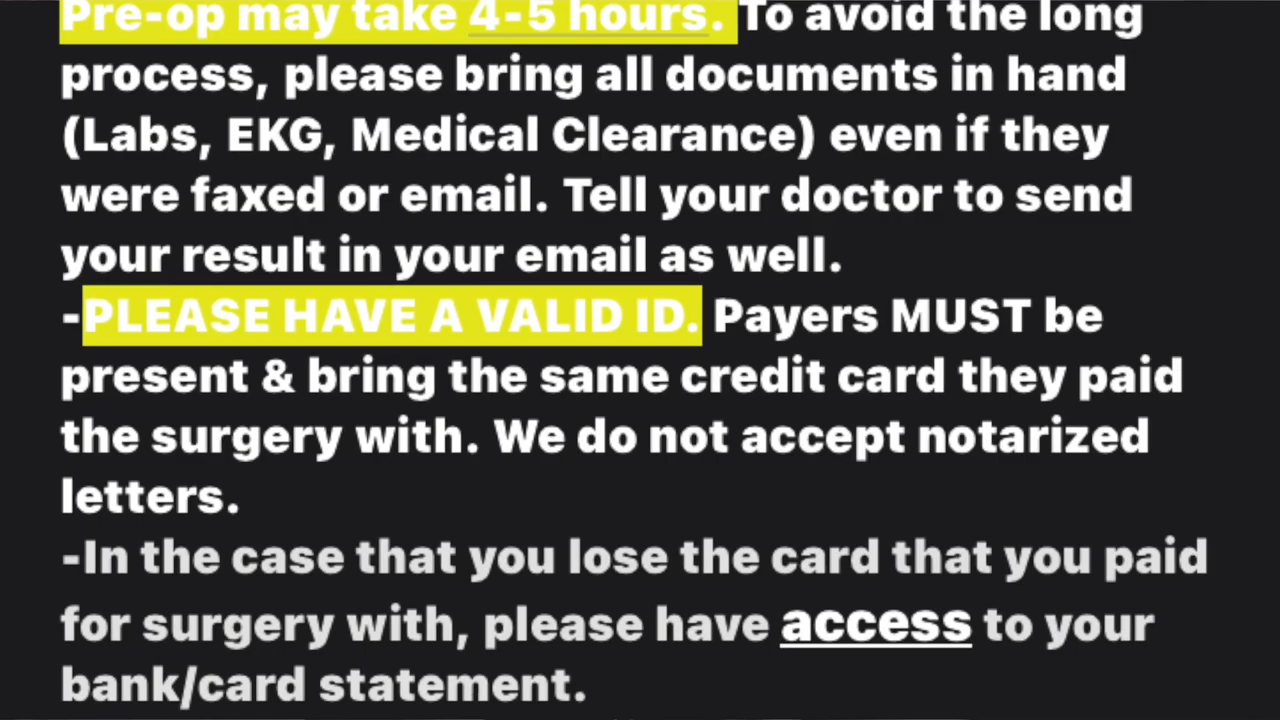 Pre-op may take 4-5 hours. To avoid the long
process, please bring all documents in hand
(Labs, EKG, Medical Clearance) even if they
were faxed or email. Tell your doctor to send
your result in your email as well.
-PLEASE HAVE A VALID ID. Payers MUST be
present & bring the same credit card they paid
the surgery with. We do not accept notarized
letters.
-In the case that you lose the card that you paid
for surgery with, please have access to your
bank/card statement.